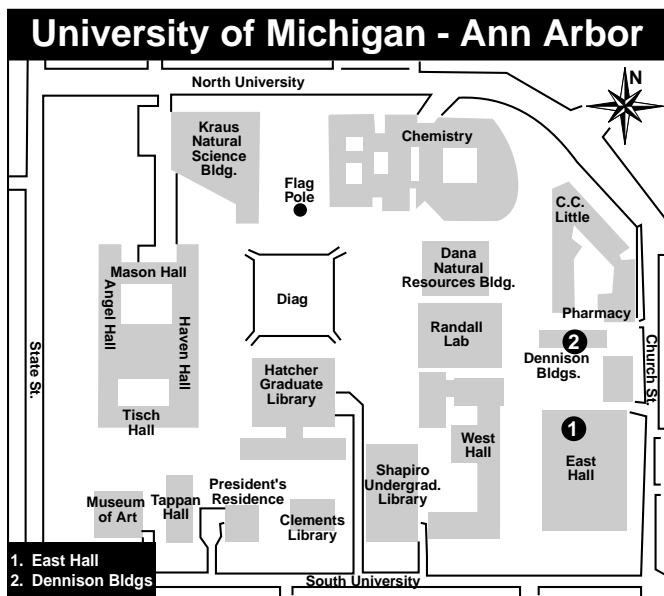 University of Michigan - Ann Arbor
North University
N
Kraus
Natural
Science
Bldg.
Chemistry
Flag
Pole
C.C.
Little
Dana
Natural
Resources Bldg.
Mason Hall
Angel Hall
Haven Hall
Diag
Pharmacy
Randall
Lab
2
Dennison
Bldgs.
State St.
Church St.
Hatcher
Graduate
Library
Tisch
Hall
1
East
Hall
West
Hall
Shapiro
Undergrad.
Library
President's
Residence
Museum
of Art
Tappan
Hall
Clements
Library
1. East Hall
2. Dennison Bldgs
South University